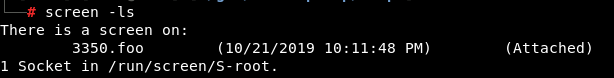 └──# screen -ls
There is a screen on:
3350.foo (10/21/2019 10:11:48 PM) (Attached)
1 Socket in /run/screen/S-root.